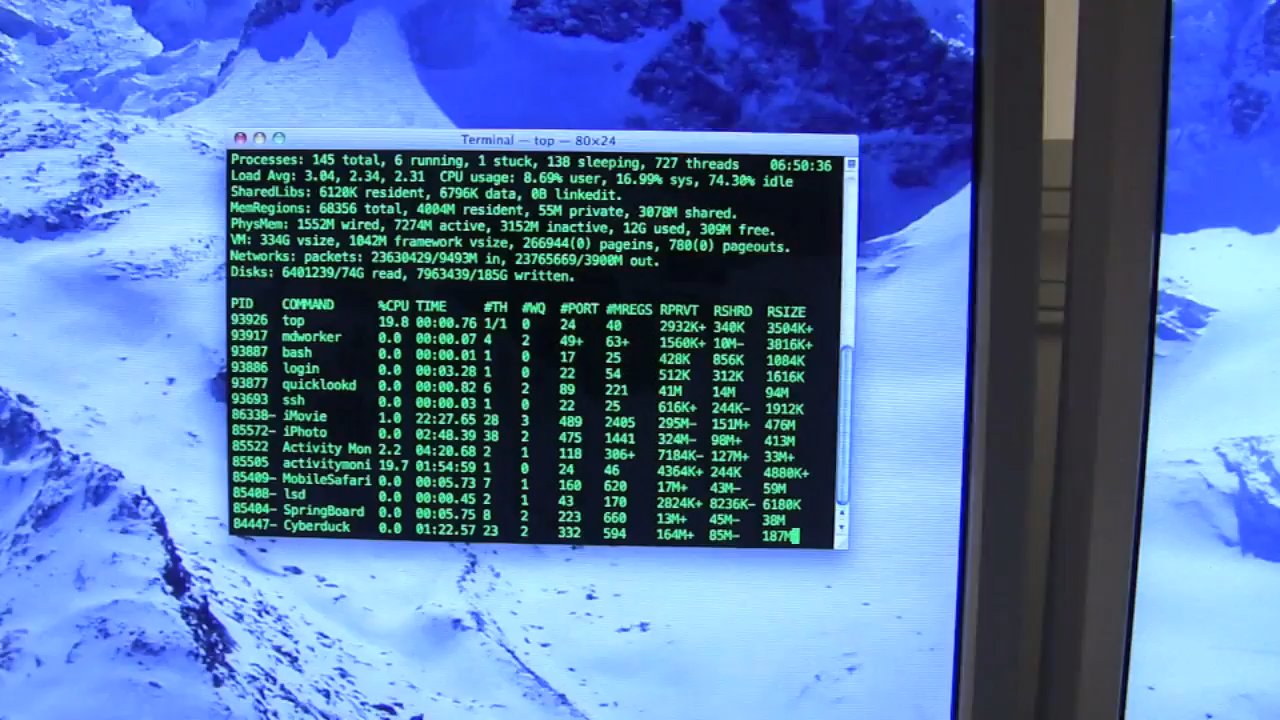 Terminal — top — 80×24
Processes: 145 total, 6 running, 1 stuck, 138 sleeping, 727 threads 06:50:36
Load Avg: 3.04, 2.34, 2.31 CPU usage: 8.69% user, 16.99% sys, 74.30% idle
SharedLibs: 6120K resident, 6796K data, 0B linkedit.
MemRegions: 68356 total, 4004M resident, 55M private, 3078M shared.
PhysMem: 1552M wired, 7274M active, 3152M inactive, 12G used, 309M free.
VM: 334G vsize, 1042M framework vsize, 266944(0) pageins, 780(0) pageouts.
Networks: packets: 23630429/9493M in, 23765669/3900M out.
Disks: 6401239/74G read, 7963439/185G written.
PID COMMAND %CPU TIME #TH #WQ #PORT #MREGS RPRVT RSHRD RSIZE
93926 top 19.8 00:00.76 1/1 0 24 40 2932K+ 340K 3504K+
93917 mdworker 0.0 00:00.07 4 2 49+ 63+ 1560K+ 10M- 3816K+
93887 bash 0.0 00:00.01 1 0 17 25 428K 856K 1084K
93886 login 0.0 00:03.28 1 0 22 54 512K 312K 1616K
93877 quicklookd 0.0 00:00.82 6 2 89 221 41M 14M 94M
93693 ssh 0.0 00:00.03 1 0 22 25 616K+ 244K- 1912K
86338- iMovie 1.0 22:27.65 28 3 489 2405 295M- 151M+ 476M
85572- iPhoto 0.0 02:48.39 38 2 475 1441 324M- 98M+ 413M
85522 Activity Mon 2.2 04:20.68 2 1 118 306+ 7184K- 127M+ 33M+
85505 activitymoni 19.7 01:54:59 1 0 24 46 4364K+ 244K 4880K+
85409- MobileSafari 0.0 00:05.73 7 1 160 620 17M+ 43M- 59M
85408- lsd 0.0 00:00.45 2 1 43 170 2824K+ 8236K- 6180K
85404- SpringBoard 0.0 00:05.75 8 2 223 660 13M+ 45M- 38M
84447- Cyberduck 0.0 01:22.57 23 2 332 594 164M+ 85M- 187M